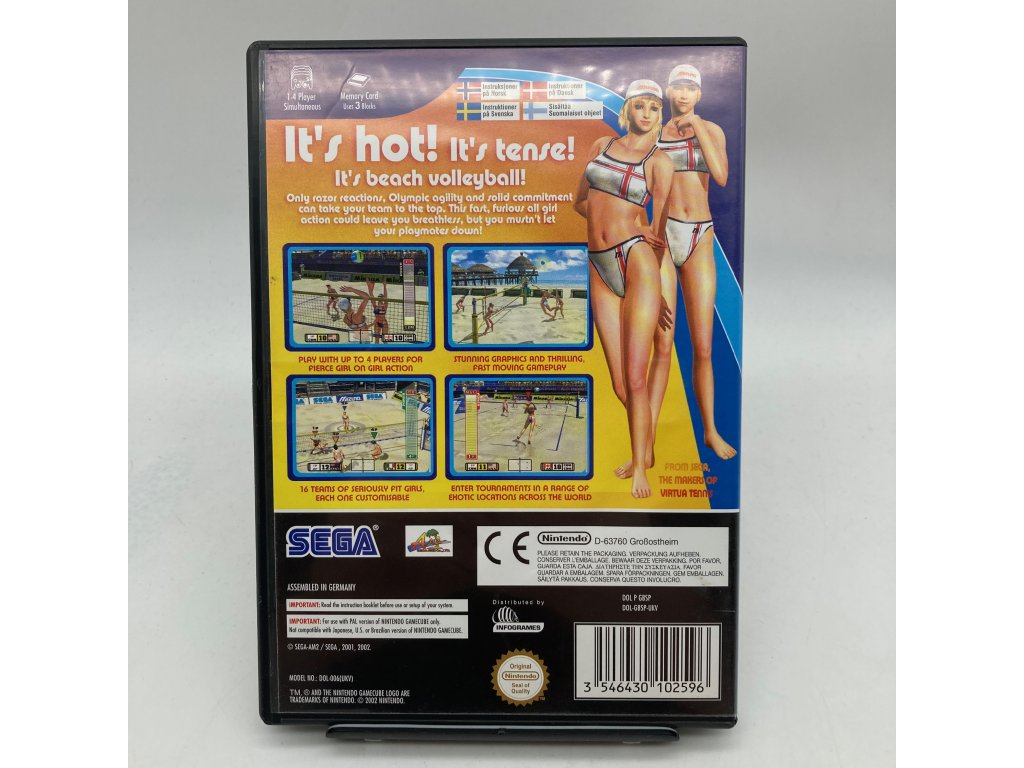 1-4 Player
Simultaneous
Memory Card
Uses 3 Blocks
Instruksjoner
på Norsk
Instruktioner
på Dansk
Instruktioner
på Svenska
Sisältää
Suomalaiset ohjeet
It's hot! It's tense!
It's beach volleyball!
Only razor reactions, Olympic agility and solid commitment
can take your team to the top. This fast, furious all girl
action could leave you breathless, but you mustn't let
your playmates down!
PLAY WITH UP TO 4 PLAYERS FOR
FIERCE GIRL ON GIRL ACTION
STUNNING GRAPHICS AND THRILLING,
FAST MOVING GAMEPLAY
SEGA
MIZUNO
16 TEAMS OF SERIOUSLY FIT GIRLS,
EACH ONE CUSTOMISABLE
ENTER TOURNAMENTS IN A RANGE OF
EXOTIC LOCATIONS ACROSS THE WORLD
FROM SEGA,
THE MAKERS OF
VIRTUA TENNIS
SEGA®
CE
Nintendo D-63760 Großostheim
PLEASE RETAIN THE PACKAGING. VERPACKUNG AUFHEBEN.
CONSERVER L'EMBALLAGE. BEWAAR DEZE VERPAKKING. POR FAVOR,
GUARDA ESTA CAJA. ΔΙΑΤΗΡΗΣΤΕ ΤΗΝ ΣΥΣΚΕΥΑΣΙΑ. FAVOR
GUARDAR A EMBALAGEM. SPARA FÖRPACKNINGEN. GEM EMBALLAGEN.
SÄILYTÄ PAKKAUS. CONSERVA QUESTO INVOLUCRO.
ASSEMBLED IN GERMANY
IMPORTANT: Read the instruction booklet before use or setup of your system.
IMPORTANT: For use with PAL version of NINTENDO GAMECUBE only.
Not compatible with Japanese, U.S. or Brazilian version of NINTENDO GAMECUBE.
© SEGA-AM2 / SEGA , 2001, 2002.
Distributed by
INFOGRAMES
DOL P GBSP
DOL-GBSP-UKV
MODEL NO.: DOL-006(UKV)
TM, ® AND THE NINTENDO GAMECUBE LOGO ARE
TRADEMARKS OF NINTENDO. © 2002 NINTENDO.
Original
Nintendo
Seal of
Quality
3 546430 102596